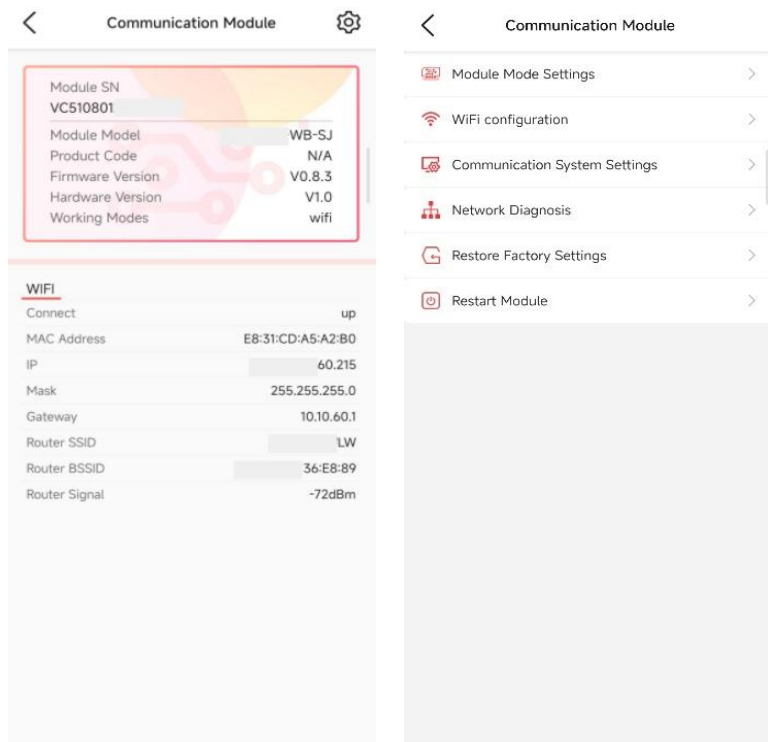 Communication Module
Module SN
VC510801
Module Model WB-SJ
Product Code N/A
Firmware Version V0.8.3
Hardware Version V1.0
Working Modes wifi
WIFI
Connect up
MAC Address E8:31:CD:A5:A2:B0
IP 60.215
Mask 255.255.255.0
Gateway 10.10.60.1
Router SSID LW
Router BSSID 36:E8:89
Router Signal -72dBm
Communication Module
Module Mode Settings
WiFi configuration
Communication System Settings
Network Diagnosis
Restore Factory Settings
Restart Module